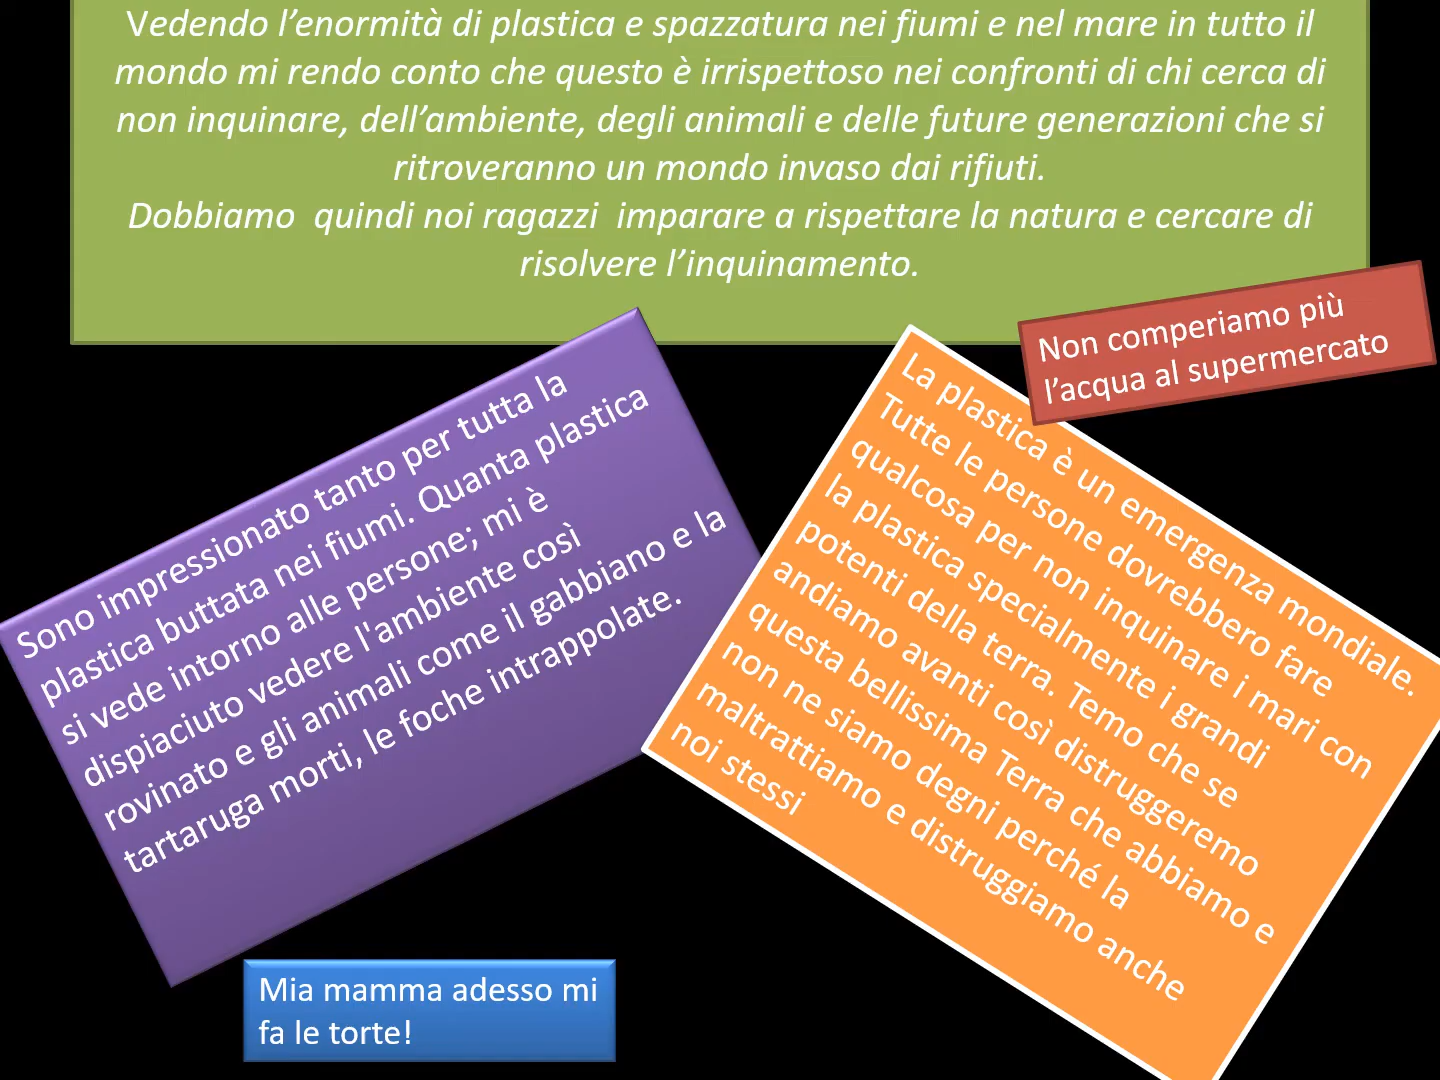 Vedendo l’enormità di plastica e spazzatura nei fiumi e nel mare in tutto il
mondo mi rendo conto che questo è irrispettoso nei confronti di chi cerca di
non inquinare, dell’ambiente, degli animali e delle future generazioni che si
ritroveranno un mondo invaso dai rifiuti.
Dobbiamo quindi noi ragazzi imparare a rispettare la natura e cercare di
risolvere l’inquinamento.
Non comperiamo più
l’acqua al supermercato
Sono impressionato tanto per tutta la
plastica buttata nei fiumi. Quanta plastica
si vede intorno alle persone; mi è
dispiaciuto vedere l'ambiente così
rovinato e gli animali come il gabbiano e la
tartaruga morti, le foche intrappolate.
La plastica è un emergenza mondiale.
Tutte le persone dovrebbero fare
qualcosa per non inquinare i mari con
la plastica specialmente i grandi
potenti della terra. Temo che se
andiamo avanti così distruggeremo
questa bellissima Terra che abbiamo e
non ne siamo degni perché la
maltrattiamo e distruggiamo anche
noi stessi
Mia mamma adesso mi
fa le torte!